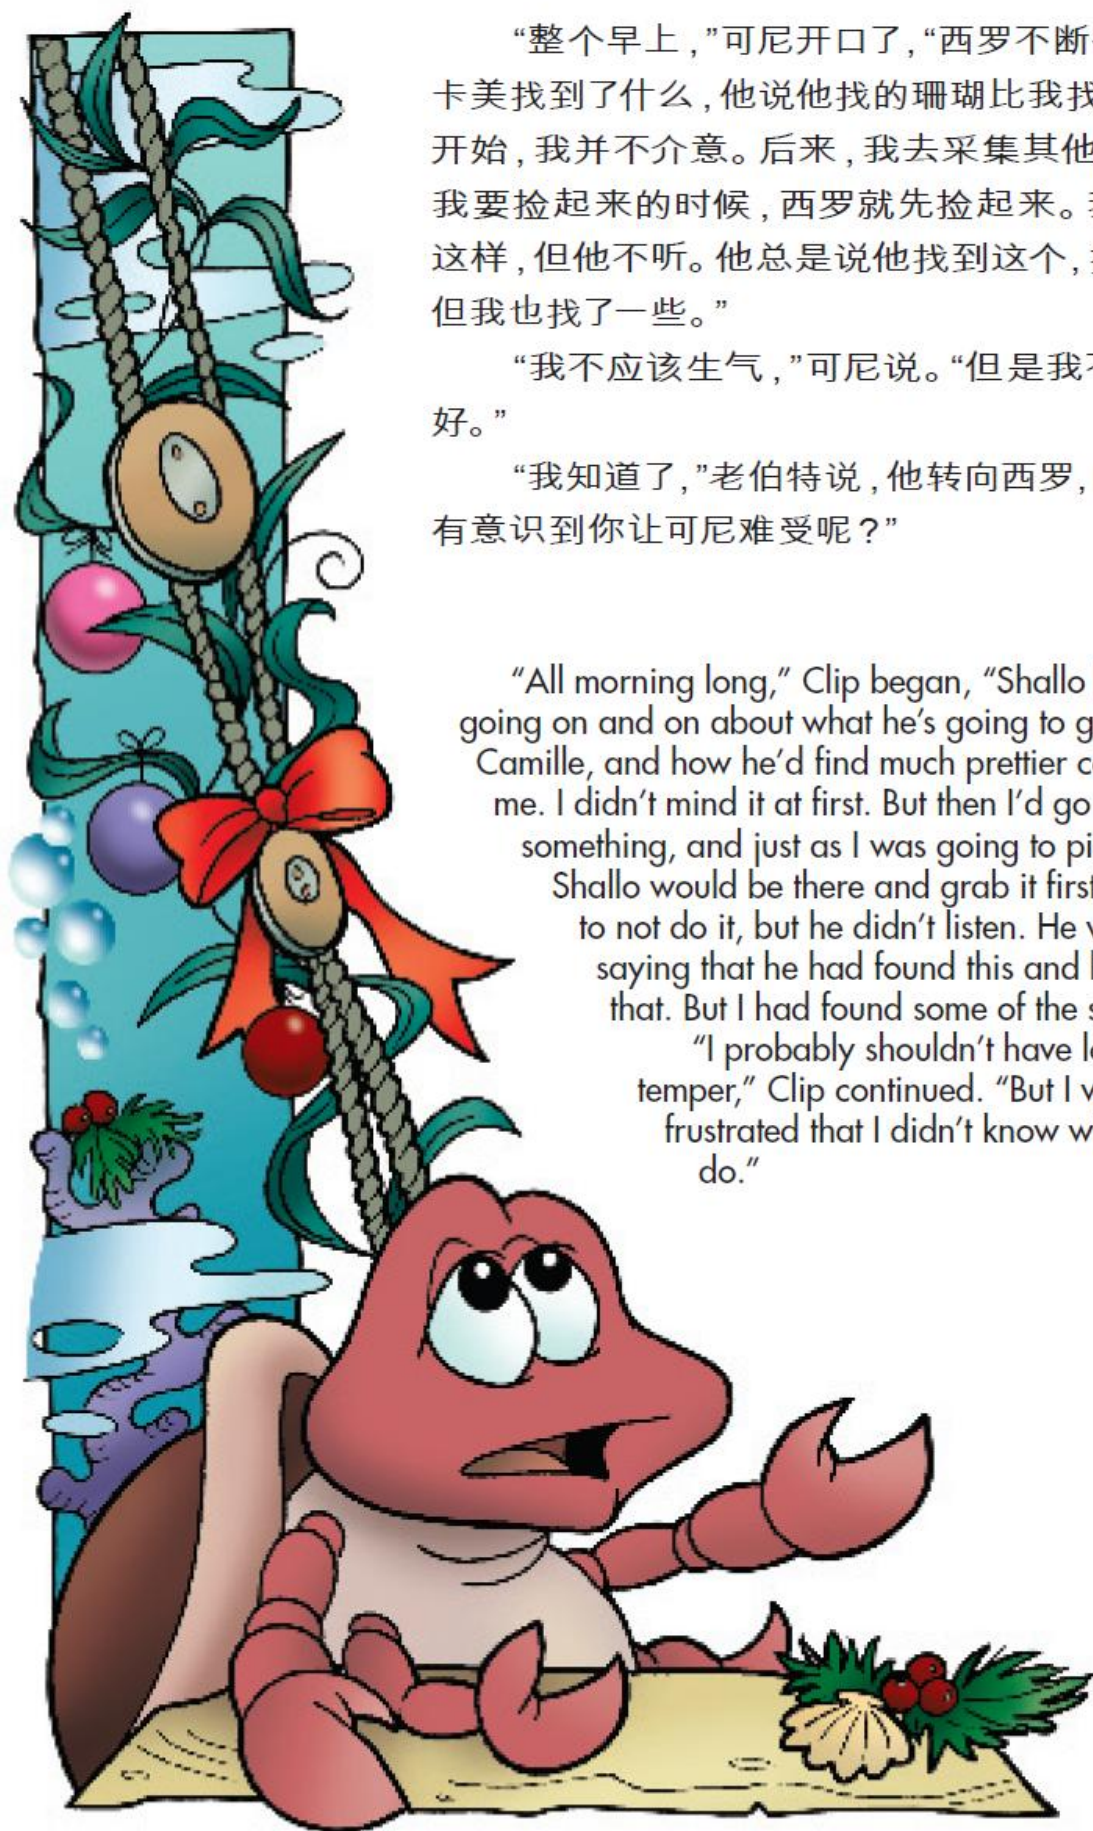 “整个早上，”可尼开口了，“西罗不断
卡美找到了什么，他说他找的珊瑚比我找
开始，我并不介意。后来，我去采集其他
我要捡起来的时候，西罗就先捡起来。
这样，但他不听。他总是说他找到这个，
但我也找了一些。”
“我不应该生气，”可尼说。“但是我
好。”
“我知道了，”老伯特说，他转向西罗，
有意识到你让可尼难受呢？”
“All morning long,” Clip began, “Shallo
going on and on about what he’s going to
Camille, and how he’d find much prettier
me. I didn’t mind it at first. But then I’d go
something, and just as I was going to
Shallo would be there and grab it first
to not do it, but he didn’t listen. He
saying that he had found this and
that. But I had found some of the
“I probably shouldn’t have
temper,” Clip continued. “But I
frustrated that I didn’t know
do.”